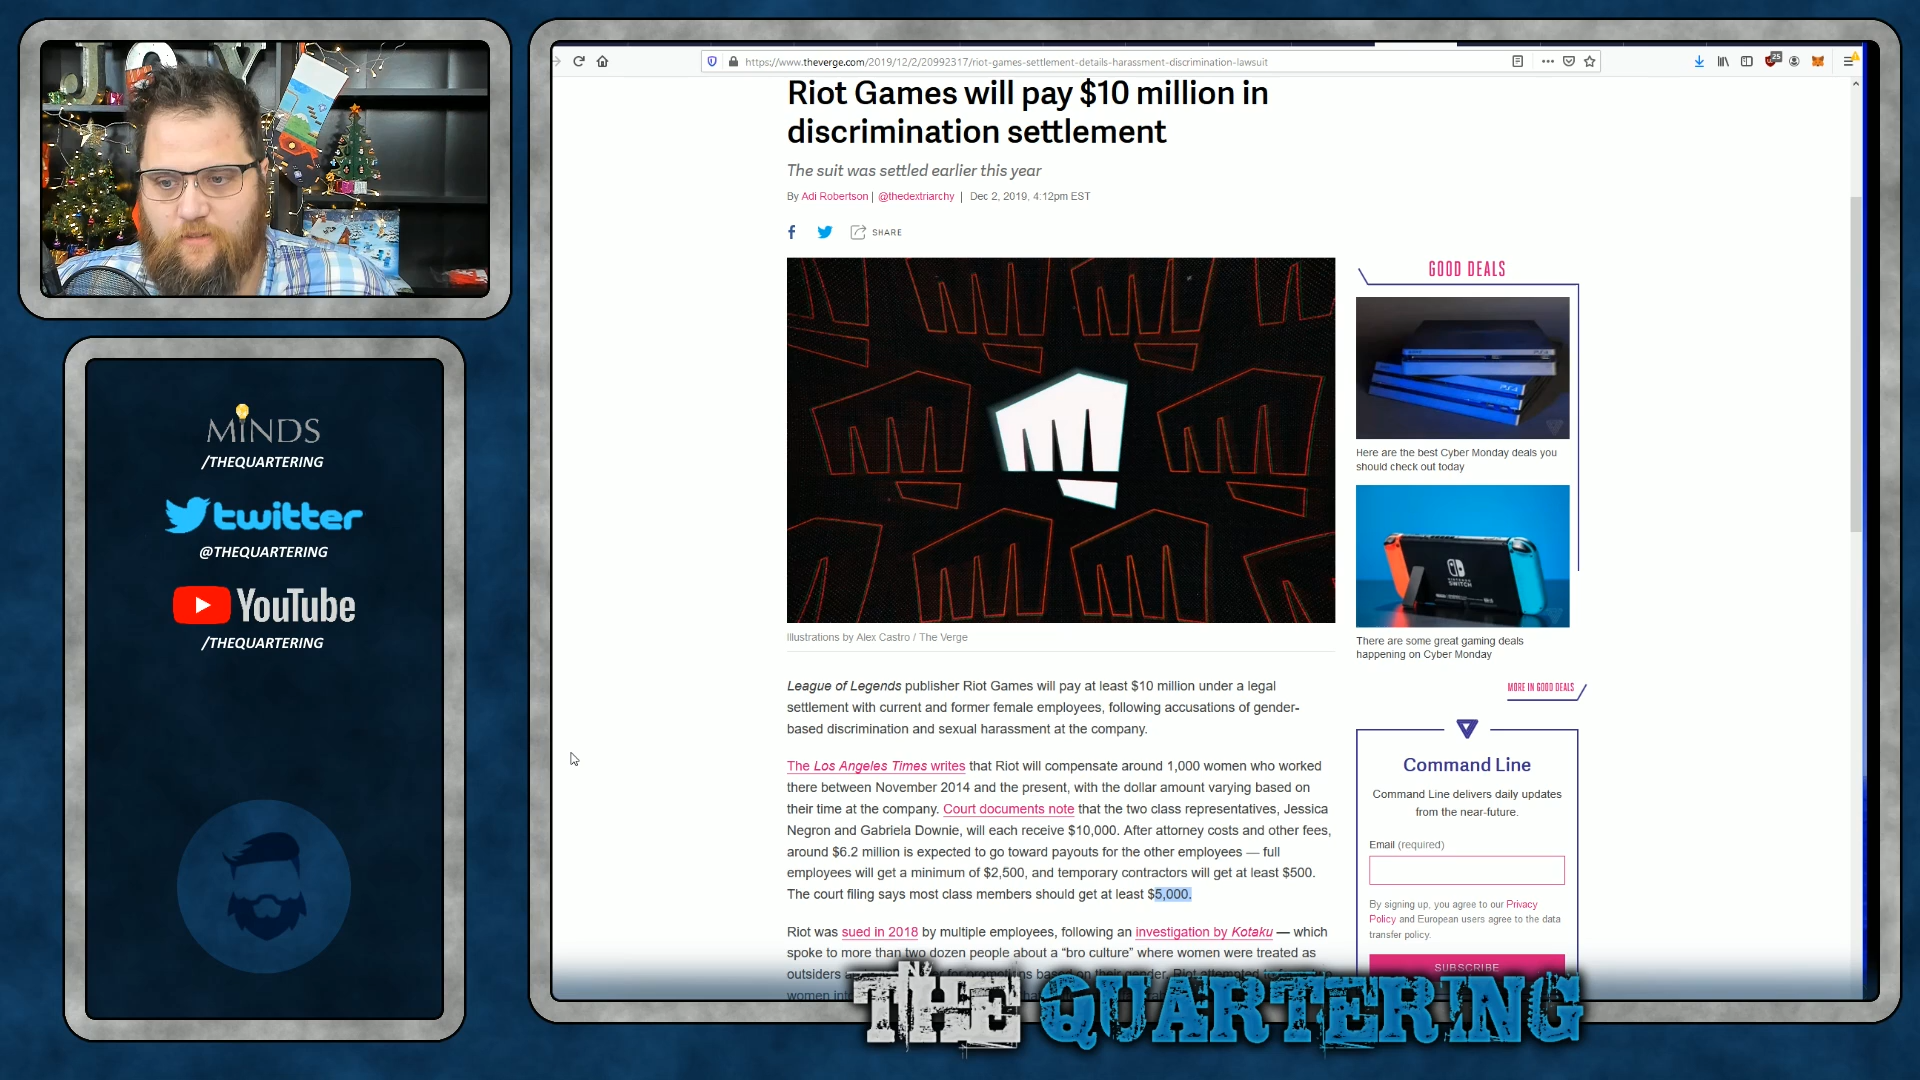 JOY
MINDS
/THEQUARTERING
twitter
@THEQUARTERING
YouTube
/THEQUARTERING
https://www.theverge.com/2019/12/2/20992317/riot-games-settlement-details-harassment-discrimination-lawsuit
25
Riot Games will pay $10 million in
discrimination settlement
The suit was settled earlier this year
By Adi Robertson | @thedextriarchy | Dec 2, 2019, 4:12pm EST
SHARE
Illustrations by Alex Castro / The Verge
League of Legends publisher Riot Games will pay at least $10 million under a legal
settlement with current and former female employees, following accusations of gender-
based discrimination and sexual harassment at the company.
The Los Angeles Times writes that Riot will compensate around 1,000 women who worked
there between November 2014 and the present, with the dollar amount varying based on
their time at the company. Court documents note that the two class representatives, Jessica
Negron and Gabriela Downie, will each receive $10,000. After attorney costs and other fees,
around $6.2 million is expected to go toward payouts for the other employees — full
employees will get a minimum of $2,500, and temporary contractors will get at least $500.
The court filing says most class members should get at least $5,000.
Riot was sued in 2018 by multiple employees, following an investigation by Kotaku — which
spoke to more than two dozen people about a “bro culture” where women were treated as
outsiders
for promotions based on their gender. Riot attempted
women
GOOD DEALS
PS4
Here are the best Cyber Monday deals you
should check out today
NINTENDO
SWITCH
There are some great gaming deals
happening on Cyber Monday
MORE IN GOOD DEALS
Command Line
Command Line delivers daily updates
from the near-future.
Email (required)
By signing up, you agree to our Privacy
Policy and European users agree to the data
transfer policy.
SUBSCRIBE
THE QUARTERING